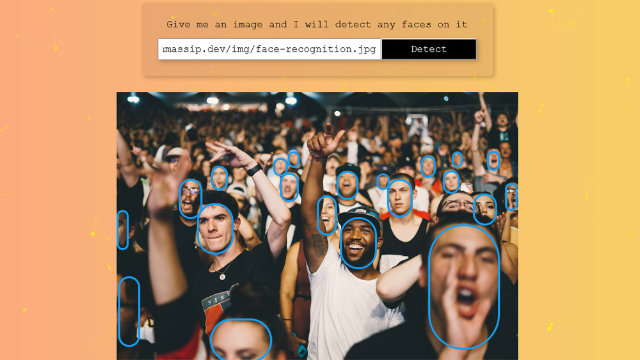 Give me an image and I will detect any faces on it
massip.dev/img/face-recognition.jpg
Detect